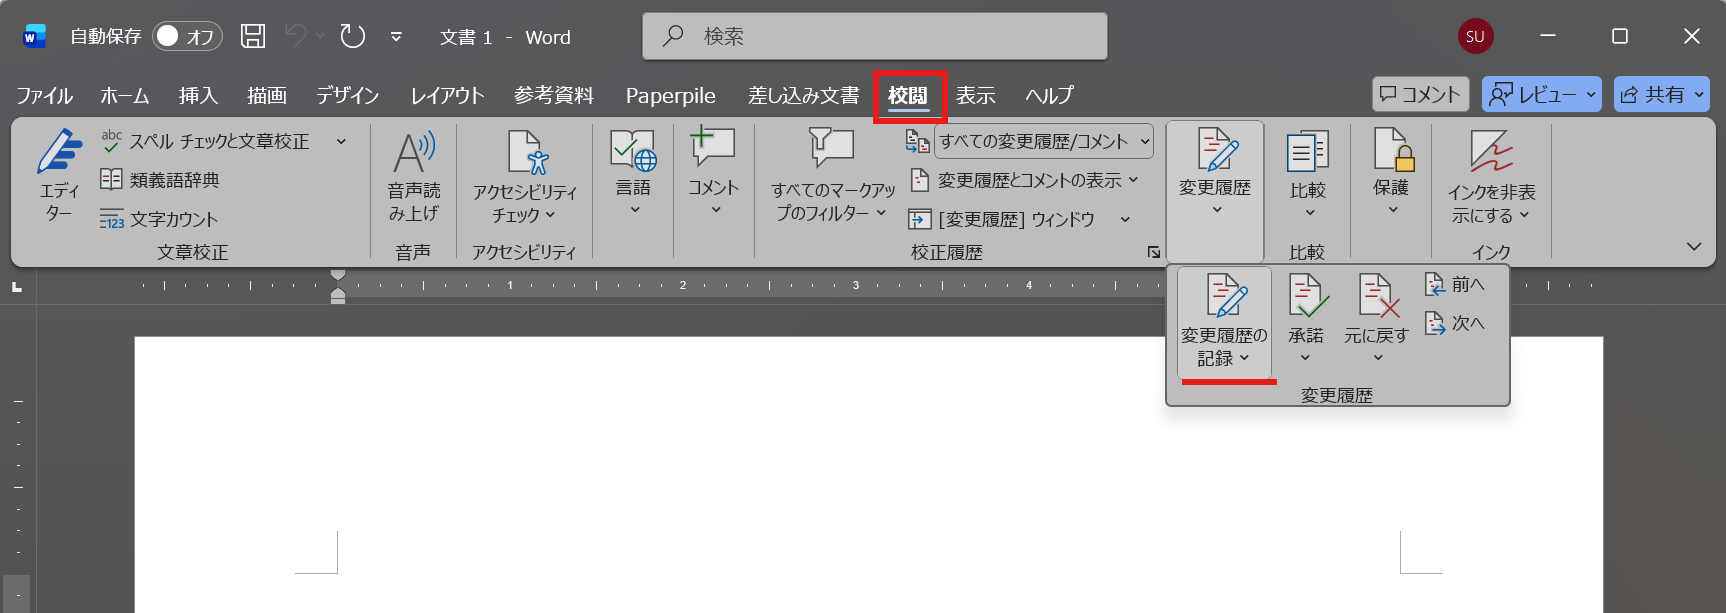 自動保存 オフ 文書 1 - Word 検索 SU
ファイル ホーム 挿入 描画 デザイン レイアウト 参考資料 Paperpile 差し込み文書 校閲 表示 ヘルプ コメント レビュー 共有
エディ
ター
abc スペル チェックと文章校正
類義語辞典
123 文字カウント
文章校正
音声読
み上げ
音声
アクセシビリティ
チェック
アクセシビリティ
言語
コメント
すべてのマークアッ
プのフィルター
すべての変更履歴/コメント
変更履歴とコメントの表示
[変更履歴] ウィンドウ
校正履歴
変更履歴
比較
比較
保護
インクを非表
示にする
インク
1 2 3 4
変更履歴の
記録
承諾
元に戻す
前へ
次へ
変更履歴